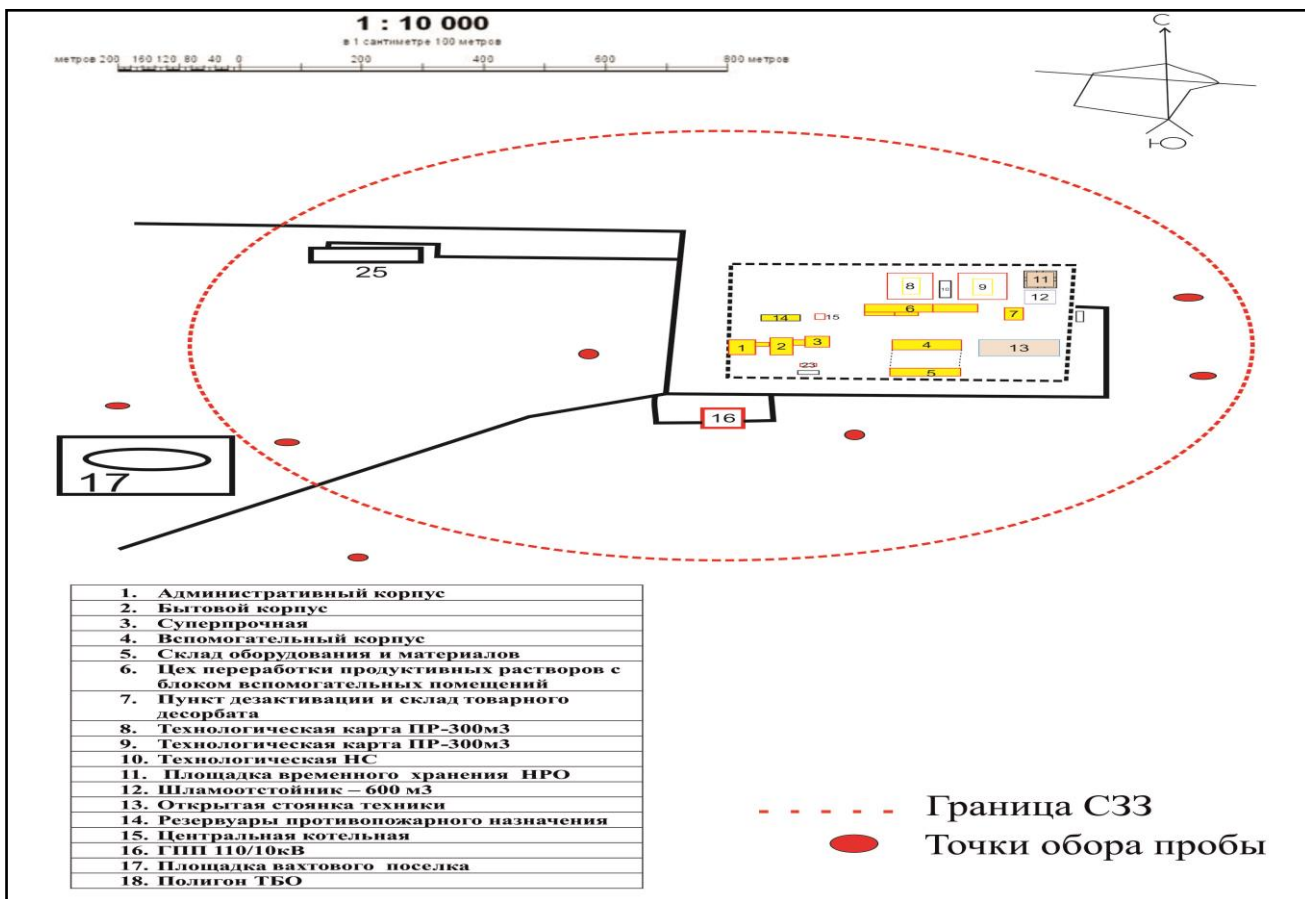 1 : 10 000
в 1 сантиметре 100 метров
метров 200 160 120 80 40 0 200 400 600 800 метров
С
Ю
25
11
8
9
12
6
7
14
15
1
2
3
4
13
23
5
16
17
1. Административный корпус
2. Бытовой корпус
3. Суперпрочная
4. Вспомогательный корпус
5. Склад оборудования и материалов
6. Цех переработки продуктивных растворов с
блоком вспомогательных помещений
7. Пункт дезактивации и склад товарного
десорбата
8. Технологическая карта ПР-300м3
9. Технологическая карта ПР-300м3
10. Технологическая НС
11. Площадка временного хранения НРО
12. Шламоотстойник – 600 м3
13. Открытая стоянка техники
14. Резервуары противопожарного назначения
15. Центральная котельная
16. ГПП 110/10кВ
17. Площадка вахтового поселка
18. Полигон ТБО
Граница СЗЗ
Точки обора пробы